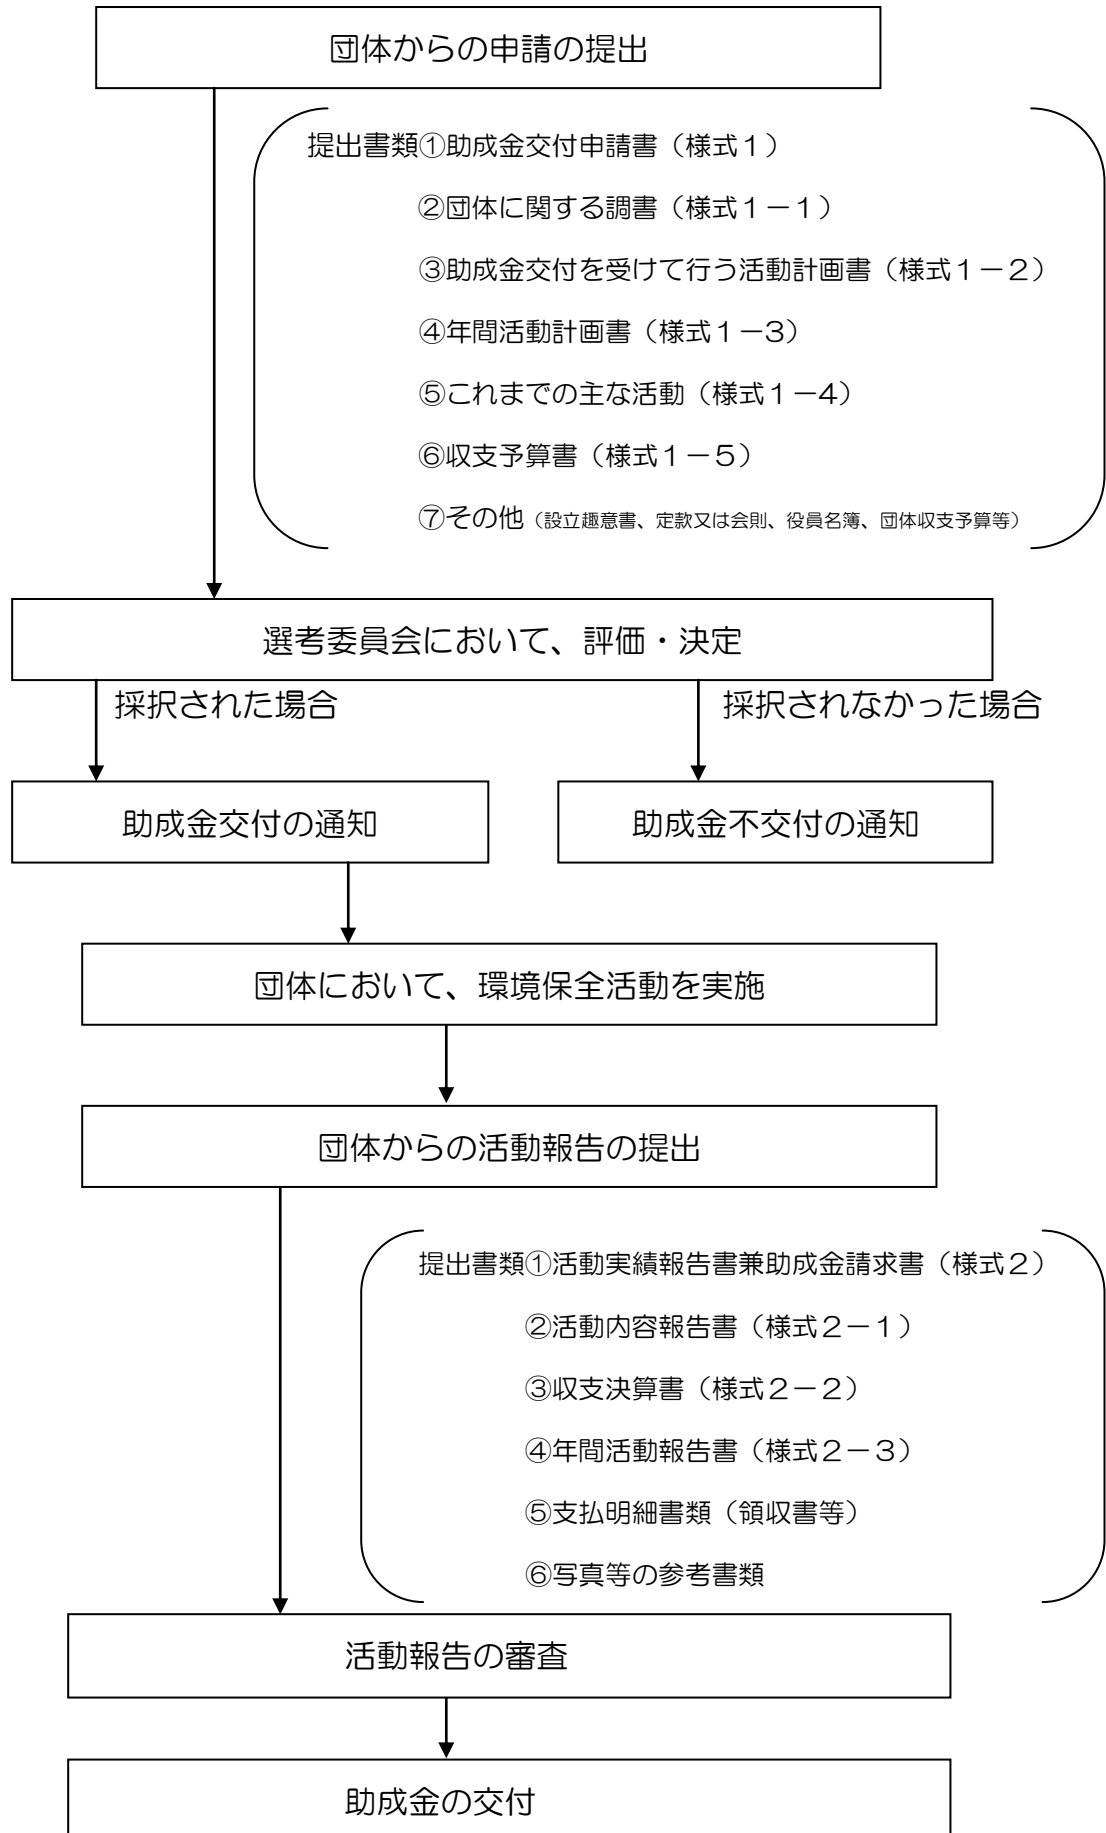 団体からの申請の提出
提出書類①助成金交付申請書（様式１）
②団体に関する調書（様式１－１）
③助成金交付を受けて行う活動計画書（様式１－２）
④年間活動計画書（様式１－３）
⑤これまでの主な活動（様式１－４）
⑥収支予算書（様式１－５）
⑦その他（設立趣意書、定款又は会則、役員名簿、団体収支予算等）
選考委員会において、評価・決定
採択された場合
採択されなかった場合
助成金交付の通知
助成金不交付の通知
団体において、環境保全活動を実施
団体からの活動報告の提出
提出書類①活動実績報告書兼助成金請求書（様式２）
②活動内容報告書（様式２－１）
③収支決算書（様式２－２）
④年間活動報告書（様式２－３）
⑤支払明細書類（領収書等）
⑥写真等の参考書類
活動報告の審査
助成金の交付